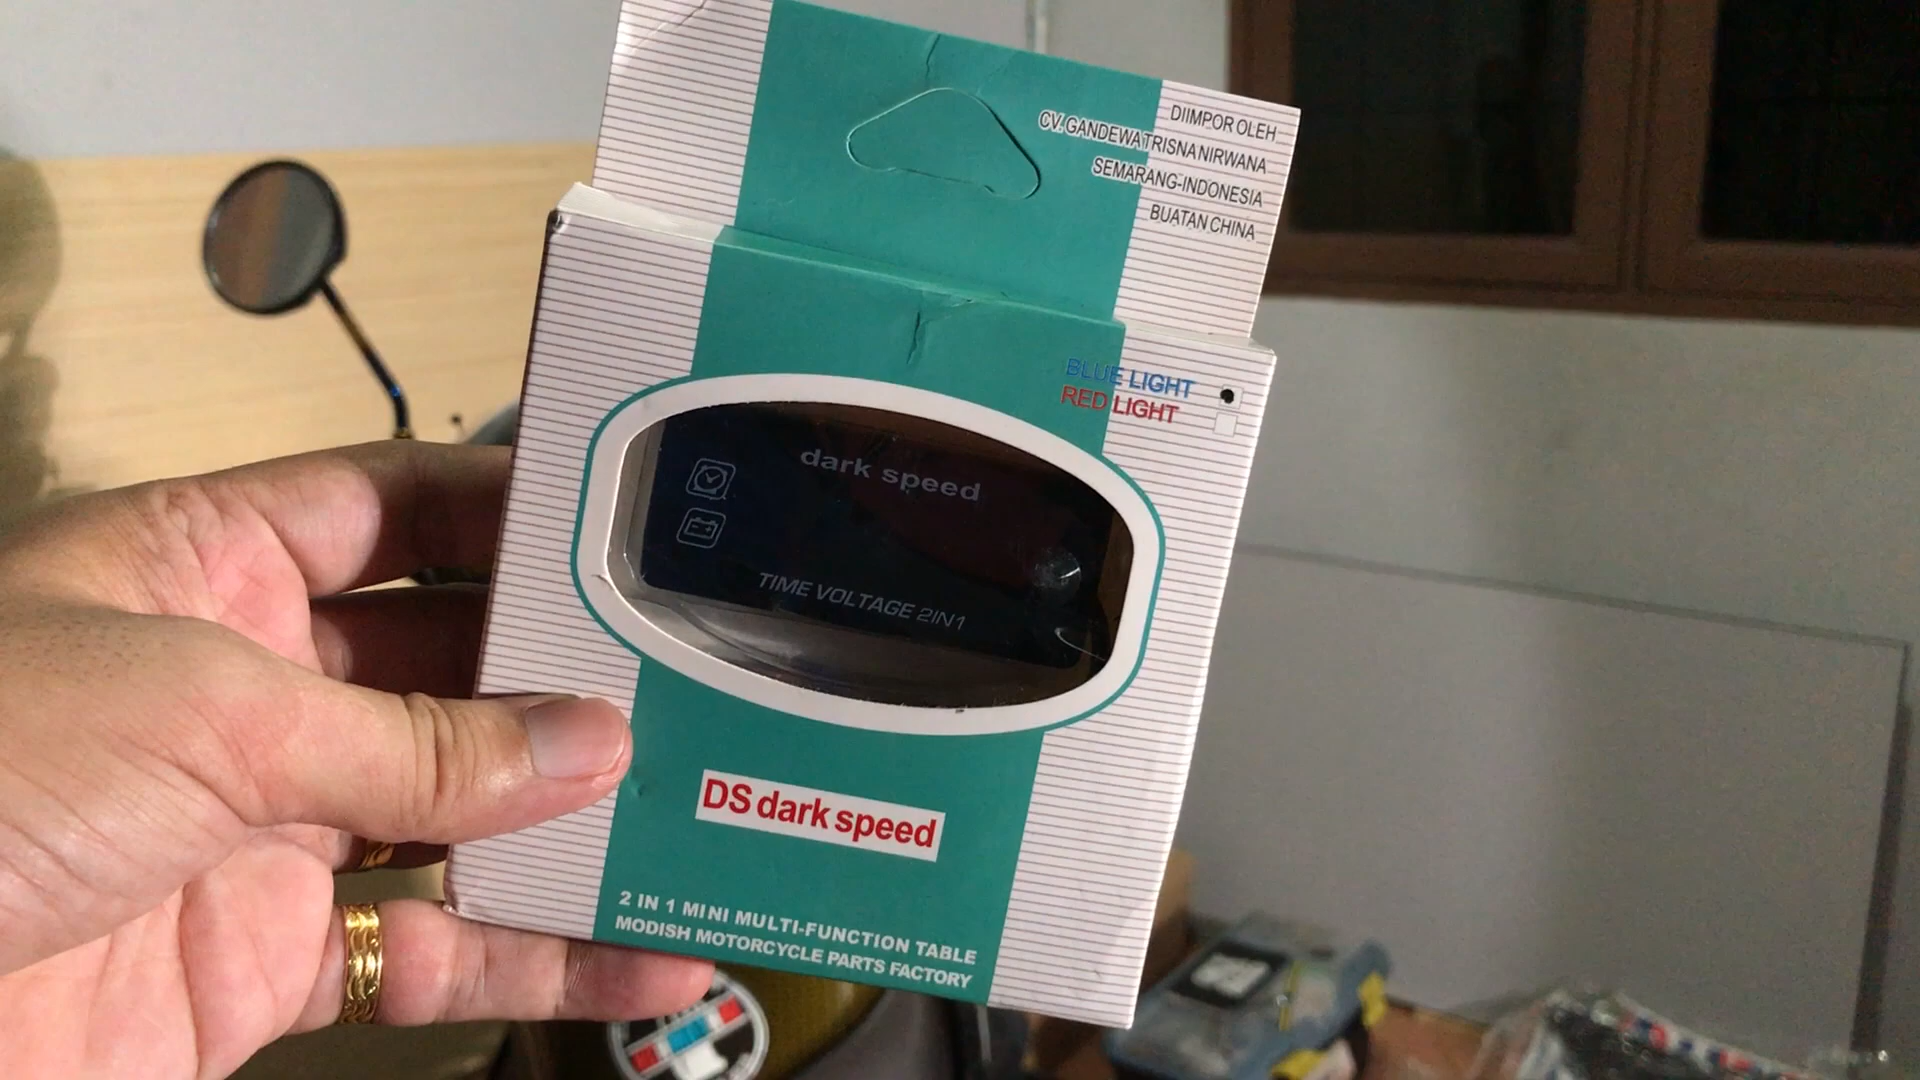 DIIMPOR OLEH
CV. GANDEWA TRISNA NIRWANA
SEMARANG-INDONESIA
BUATAN CHINA
BLUE LIGHT
RED LIGHT
dark speed
TIME VOLTAGE 2IN1
DS dark speed
2 IN 1 MINI MULTI-FUNCTION TABLE
MODISH MOTORCYCLE PARTS FACTORY